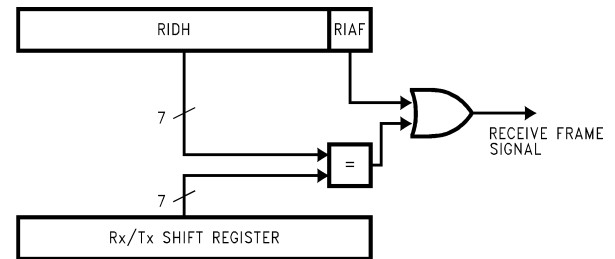 RIDH
RIAF
7
=
RECEIVE FRAME
SIGNAL
7
Rx/Tx SHIFT REGISTER